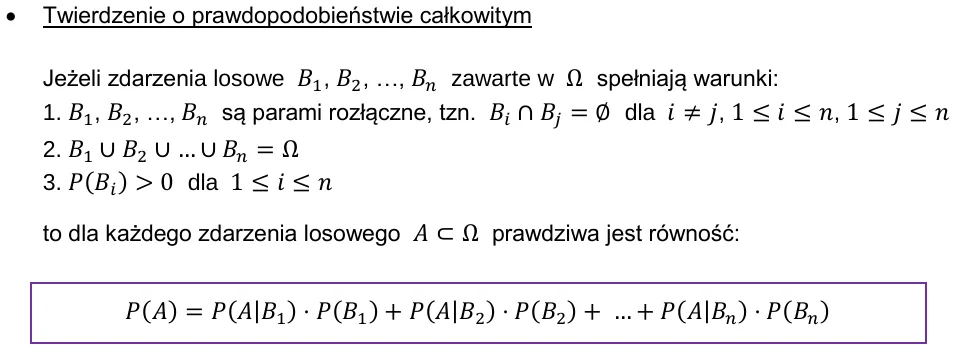 • Twierdzenie o prawdopodobieństwie całkowitym
Jeżeli zdarzenia losowe B₁, B₂, …, Bₙ zawarte w Ω spełniają warunki:
1. B₁, B₂, …, Bₙ są parami rozłączne, tzn. Bᵢ ∩ Bⱼ = ∅ dla i ≠ j, 1 ≤ i ≤ n, 1 ≤ j ≤ n
2. B₁ ∪ B₂ ∪ … ∪ Bₙ = Ω
3. P(Bᵢ) > 0 dla 1 ≤ i ≤ n
to dla każdego zdarzenia losowego A ⊂ Ω prawdziwa jest równość:
P(A) = P(A|B₁) · P(B₁) + P(A|B₂) · P(B₂) + … + P(A|Bₙ) · P(Bₙ)